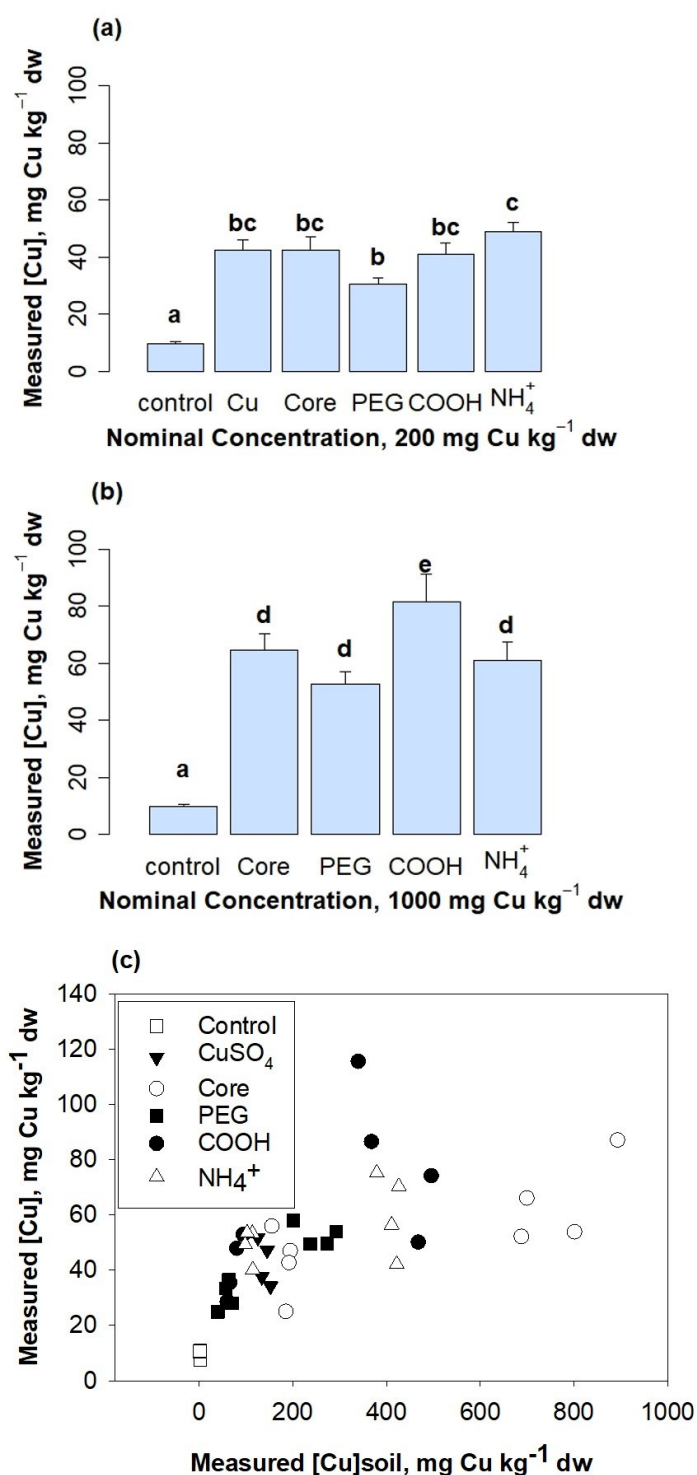 (a)
Measured [Cu], mg Cu kg⁻¹ dw
100
80
60
40
20
0
a
bc
bc
b
bc
c
control Cu Core PEG COOH NH₄⁺
Nominal Concentration, 200 mg Cu kg⁻¹ dw
(b)
Measured [Cu], mg Cu kg⁻¹ dw
100
80
60
40
20
0
a
d
d
e
d
control Core PEG COOH NH₄⁺
Nominal Concentration, 1000 mg Cu kg⁻¹ dw
(c)
Measured [Cu], mg Cu kg⁻¹ dw
140
120
100
80
60
40
20
0
Control
CuSO₄
Core
PEG
COOH
NH₄⁺
0 200 400 600 800 1000
Measured [Cu]soil, mg Cu kg⁻¹ dw